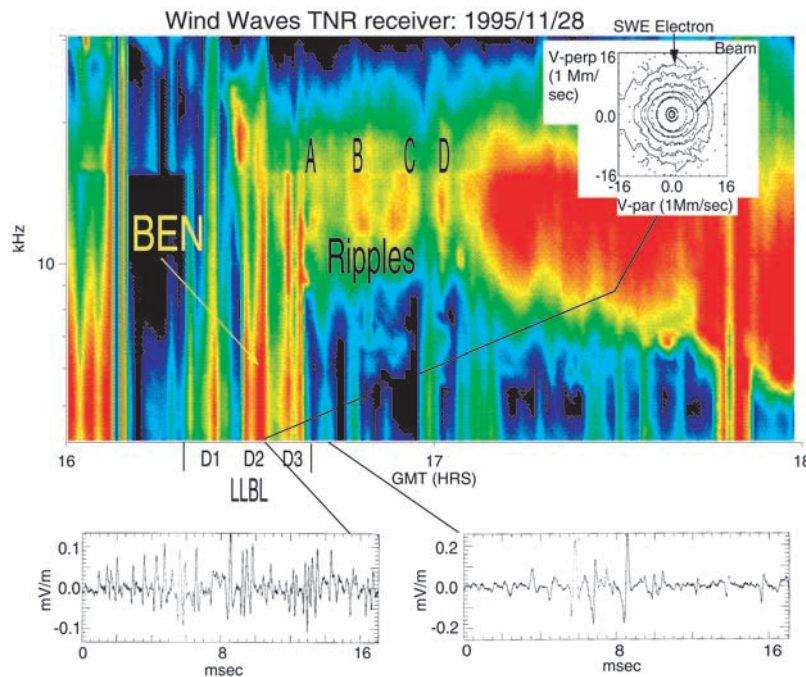 Wind Waves TNR receiver: 1995/11/28
SWE Electron
V-perp
(1 Mm/
sec)
Beam
16
0.0
-16
-16 0.0 16
V-par (1Mm/sec)
A B C D
BEN
Ripples
kHz
10
16 17 18
D1 D2 D3
GMT (HRS)
LLBL
0.1
0.0
-0.1
mV/m
0 16
msec
0.2
0.0
-0.2
mV/m
0 16
msec